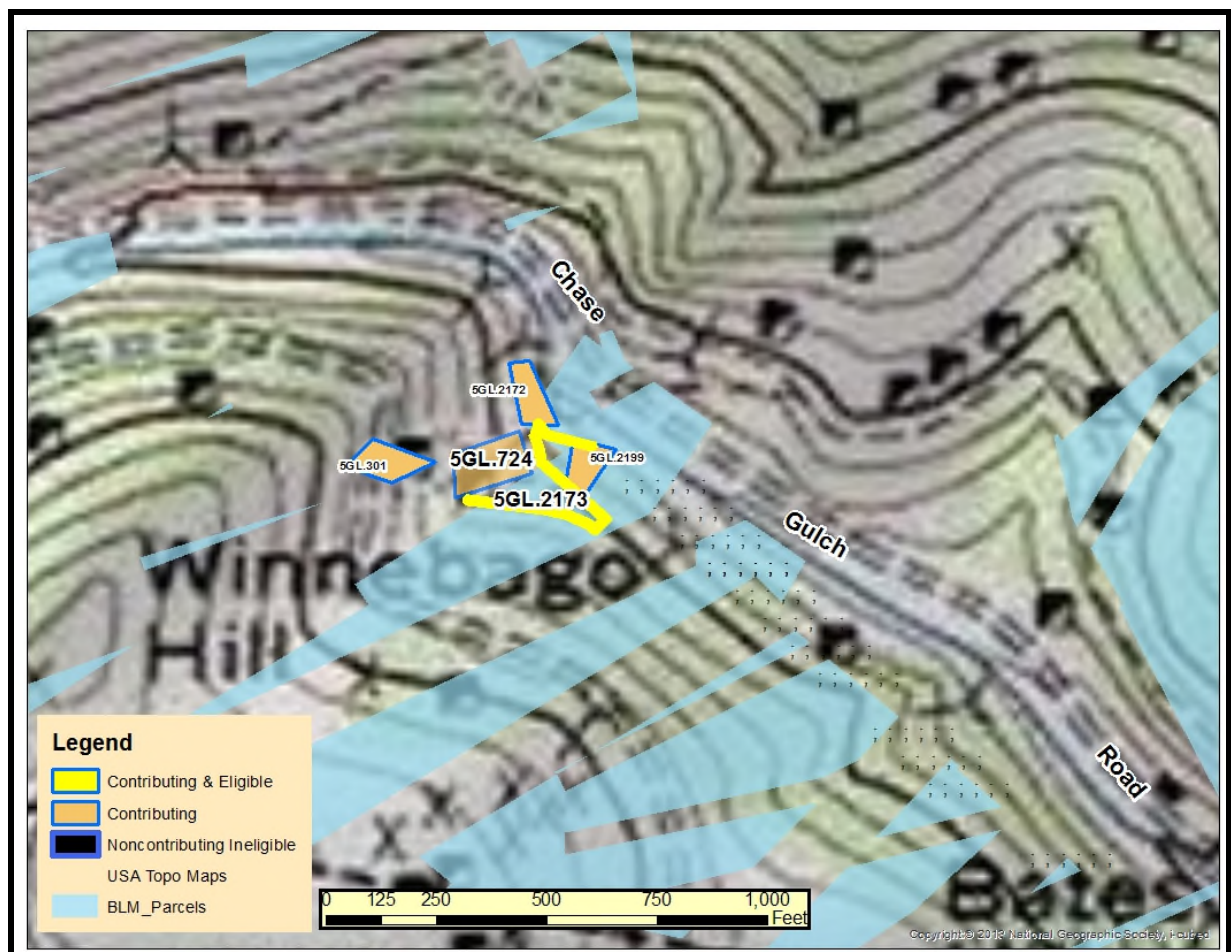 Chase
5GL.2172
5GL.724
5GL.2199
5GL.301
5GL.2173
Gulch
Winnebago
Hill
Road
Bates
Legend
Contributing & Eligible
Contributing
Noncontributing Ineligible
USA Topo Maps
BLM_Parcels
0 125 250 500 750 1,000
Feet
Copyright:© 2013 National Geographic Society, i-cubed